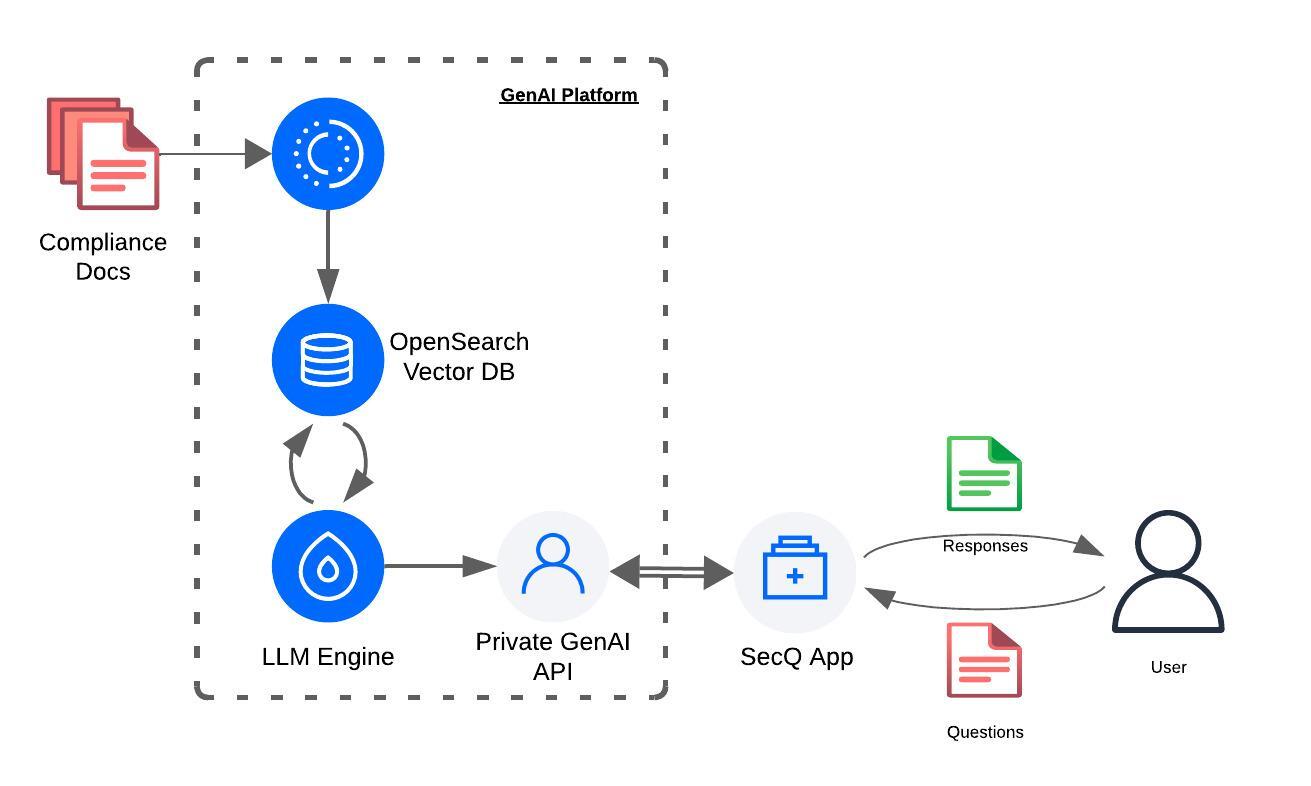 GenAI Platform
Compliance
Docs
OpenSearch
Vector DB
LLM Engine
Private GenAI
API
SecQ App
Responses
Questions
User